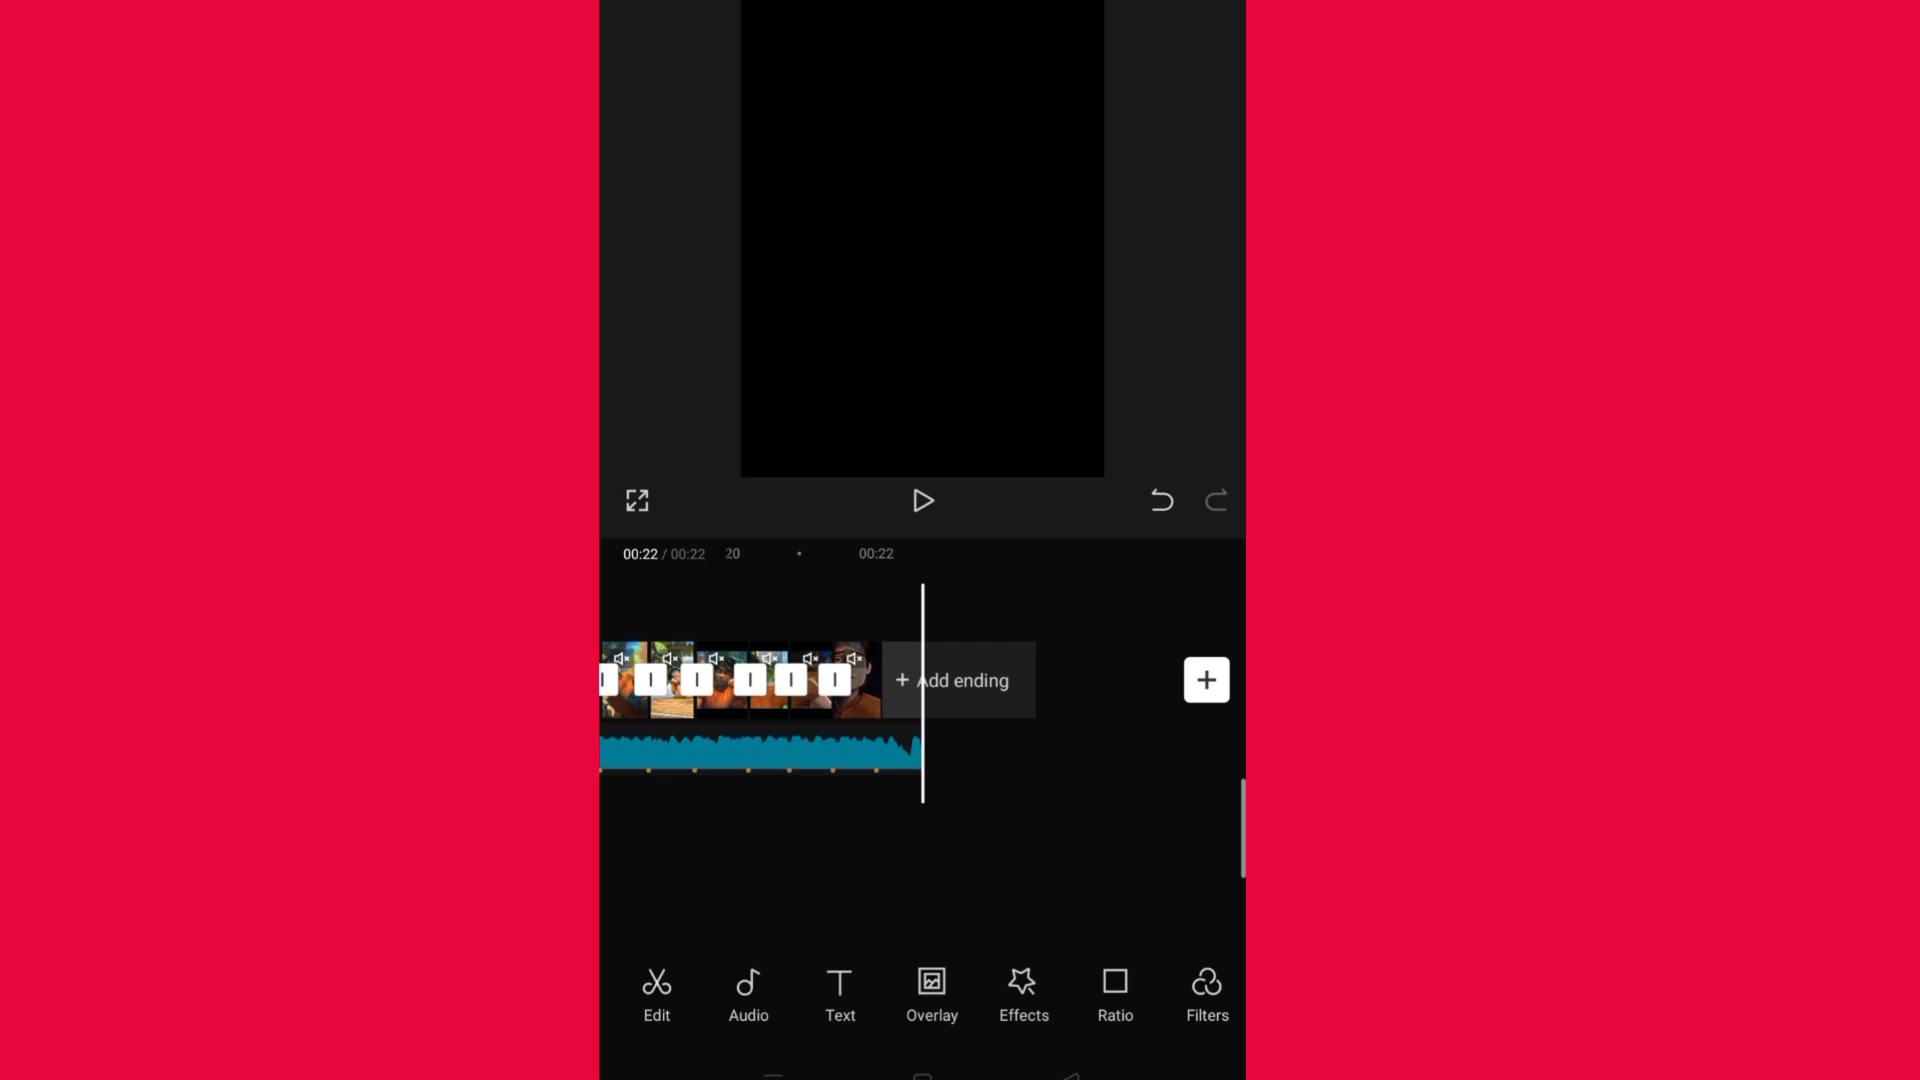 00:22 / 00:22 20 00:22
+ Add ending
Edit Audio Text Overlay Effects Ratio Filters